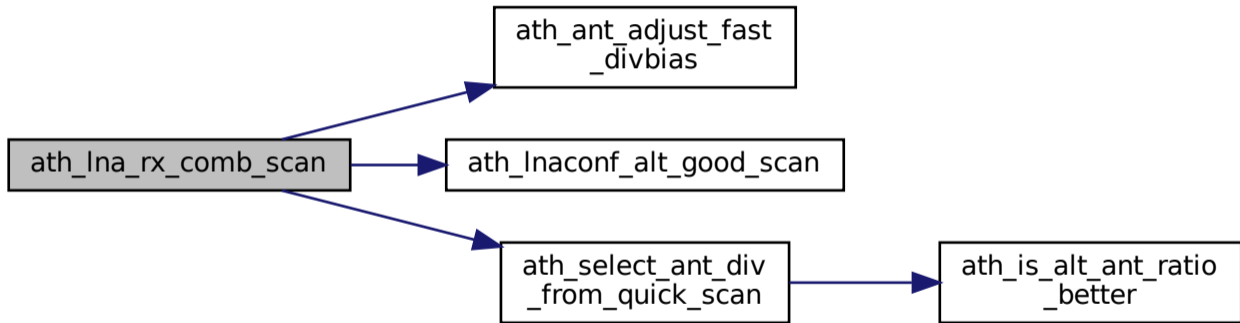 ath_ant_adjust_fast
_divbias
ath_lna_rx_comb_scan
ath_lnaconf_alt_good_scan
ath_select_ant_div
_from_quick_scan
ath_is_alt_ant_ratio
_better